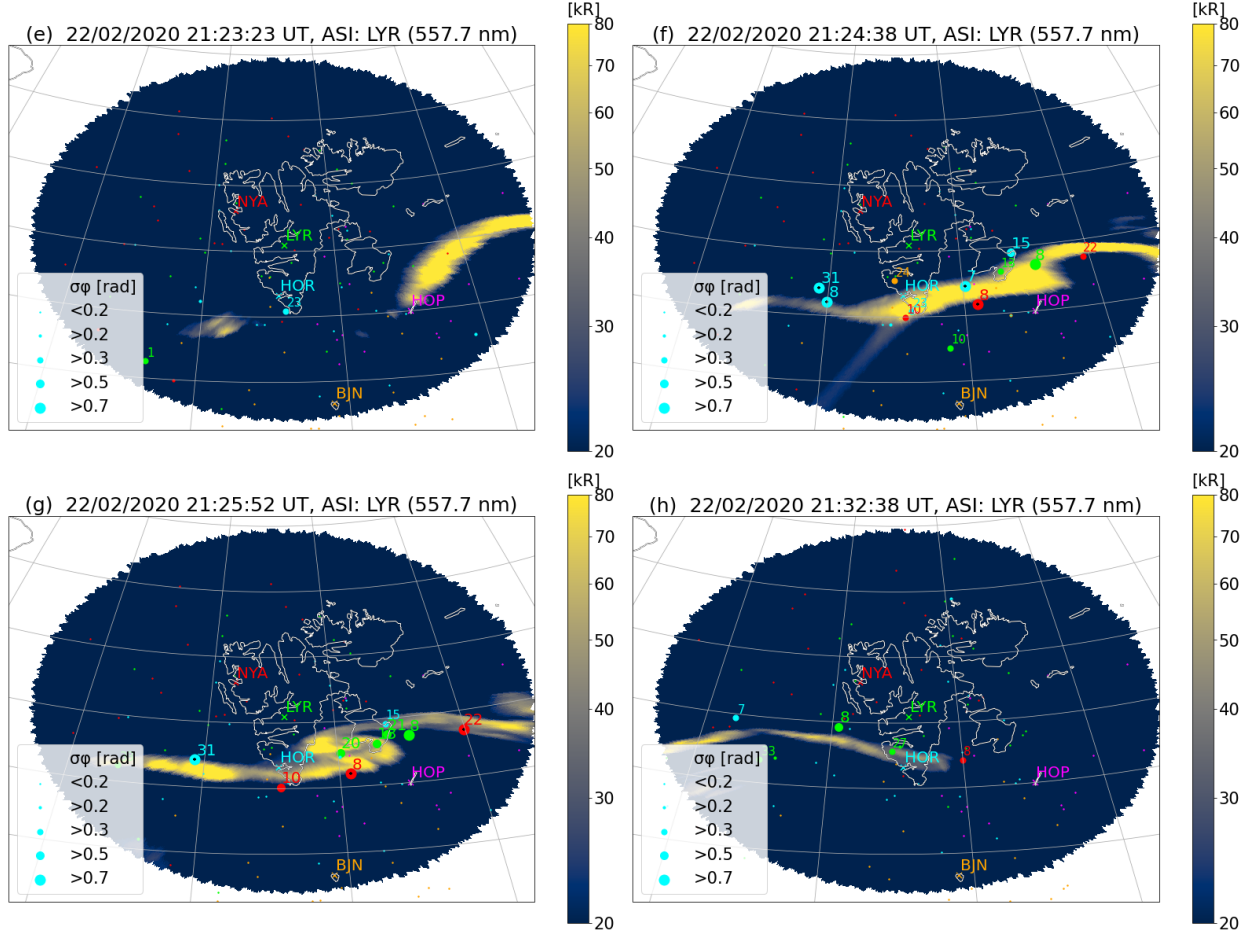 (e) 22/02/2020 21:23:23 UT, ASI: LYR (557.7 nm)
[kR]
80
70
60
50
40
30
20
NYA
LYR
HOR
23
HOP
BJN
1
σφ [rad]
<0.2
>0.2
>0.3
>0.5
>0.7
(f) 22/02/2020 21:24:38 UT, ASI: LYR (557.7 nm)
[kR]
80
70
60
50
40
30
20
NYA
LYR
15
22
8
31
8
24
HOR
7
8
10
10
HOP
BJN
σφ [rad]
<0.2
>0.2
>0.3
>0.5
>0.7
(g) 22/02/2020 21:25:52 UT, ASI: LYR (557.7 nm)
[kR]
80
70
60
50
40
30
20
NYA
LYR
15
22
8
31
20
HOR
8
10
HOP
BJN
σφ [rad]
<0.2
>0.2
>0.3
>0.5
>0.7
(h) 22/02/2020 21:32:38 UT, ASI: LYR (557.7 nm)
[kR]
80
70
60
50
40
30
20
NYA
7
8
LYR
27
3
HOR
8
HOP
BJN
σφ [rad]
<0.2
>0.2
>0.3
>0.5
>0.7